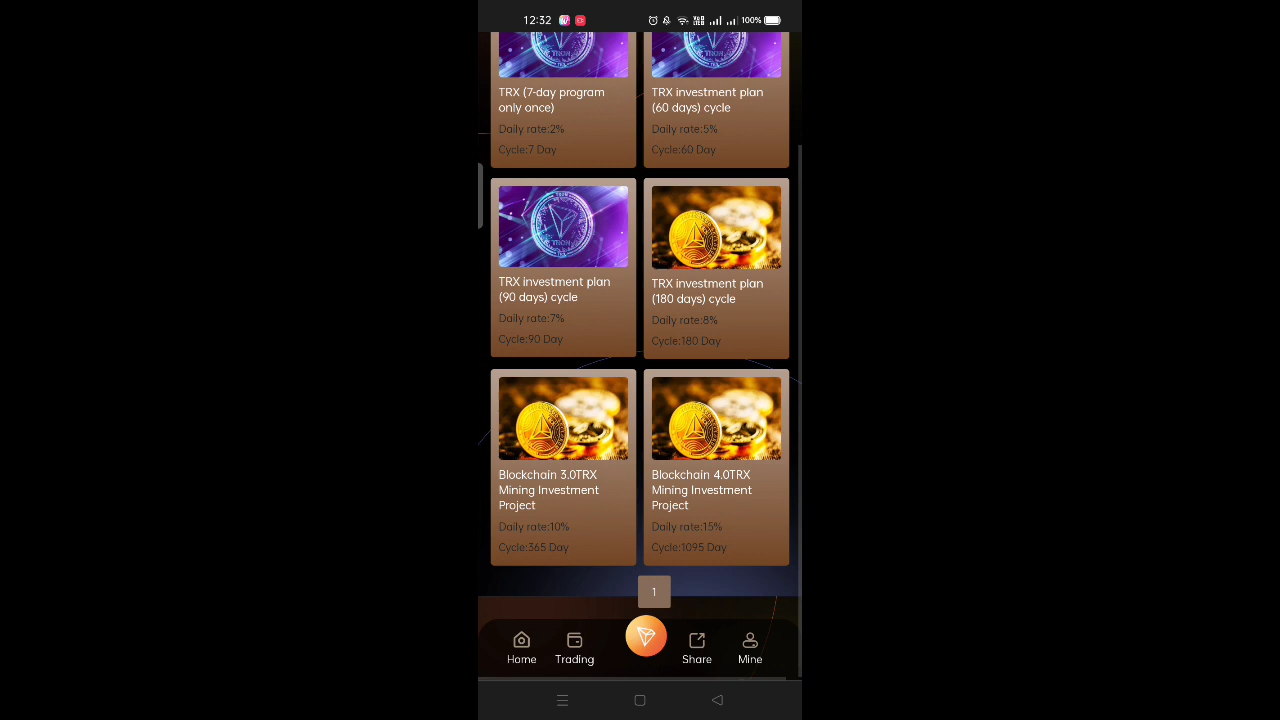 12:32
100%
TRX (7-day program
only once)
Daily rate:2%
Cycle:7 Day
TRX investment plan
(60 days) cycle
Daily rate:5%
Cycle:60 Day
TRX investment plan
(90 days) cycle
Daily rate:7%
Cycle:90 Day
TRX investment plan
(180 days) cycle
Daily rate:8%
Cycle:180 Day
Blockchain 3.0TRX
Mining Investment
Project
Daily rate:10%
Cycle:365 Day
Blockchain 4.0TRX
Mining Investment
Project
Daily rate:15%
Cycle:1095 Day
1
Home
Trading
Share
Mine